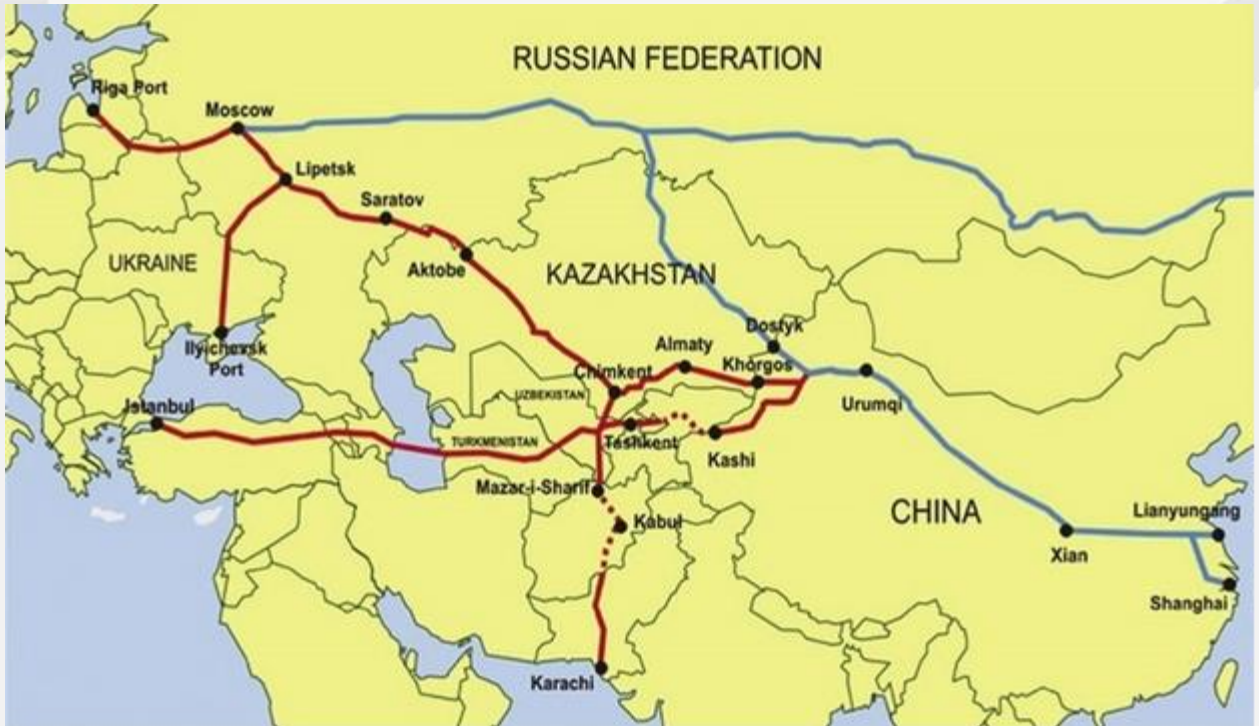 RUSSIAN FEDERATION
Riga Port
Moscow
Lipetsk
Saratov
UKRAINE
Aktobe
KAZAKHSTAN
Dostyk
Ilyichevsk
Port
Almaty
Khorgos
Chimkent
UZBEKISTAN
Urumqi
Istanbul
TURKMENISTAN
Tashkent
Kashi
Mazar-i-Sharif
Kabul
CHINA
Lianyungang
Xian
Shanghai
Karachi